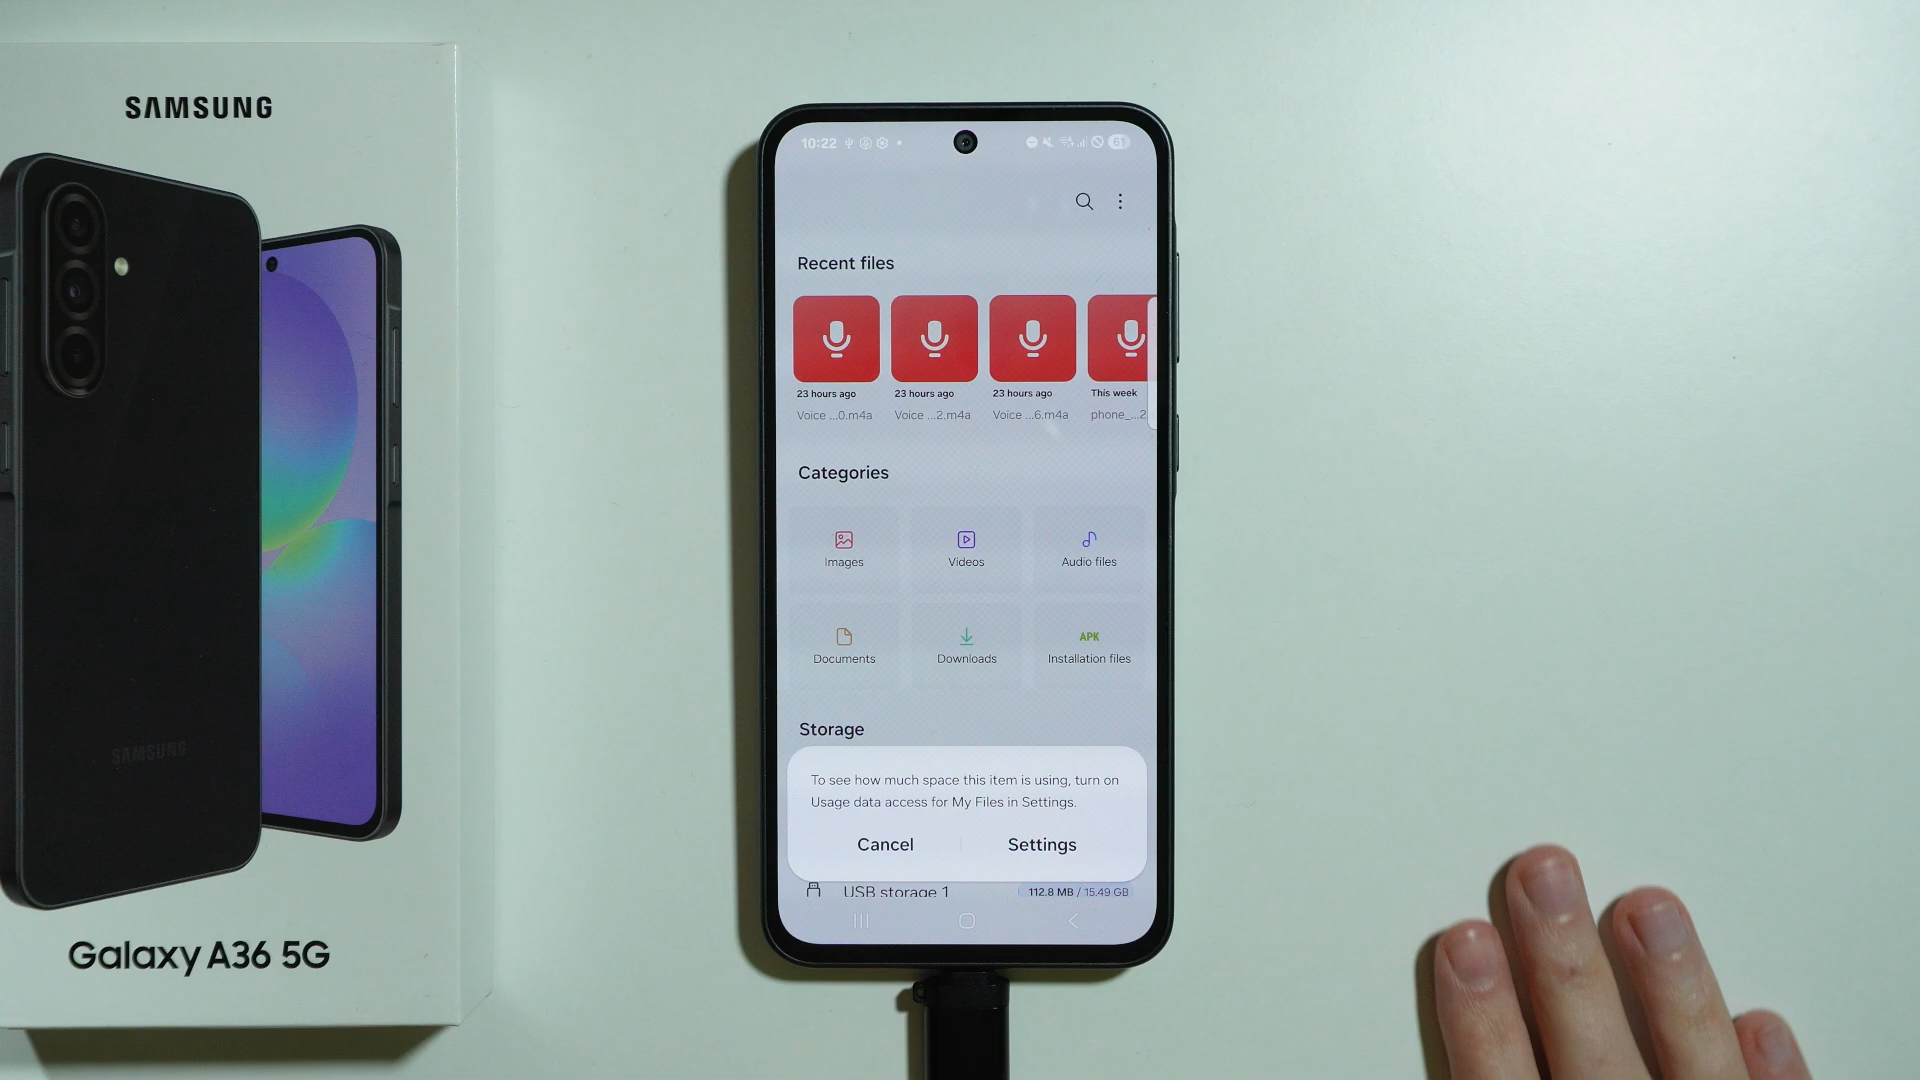 SAMSUNG
SAMSUNG
Galaxy A36 5G
10:22
61
Recent files
23 hours ago
23 hours ago
23 hours ago
This week
Voice ...0.m4a
Voice ...2.m4a
Voice ...6.m4a
phone_...2
Categories
Images
Videos
Audio files
Documents
Downloads
APK
Installation files
Storage
To see how much space this item is using, turn on
Usage data access for My Files in Settings.
Cancel
Settings
USB storage 1
112.8 MB / 15.49 GB